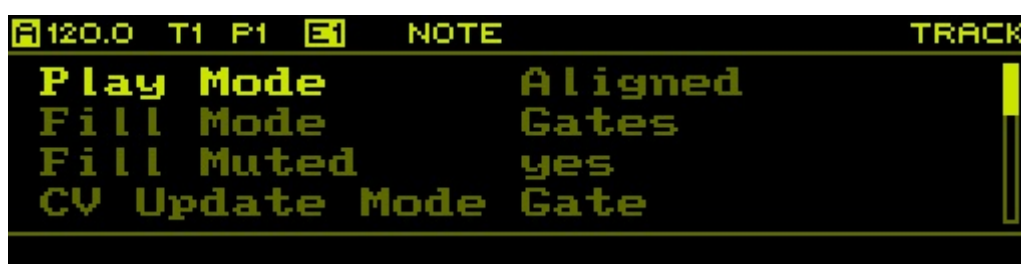 A 120.0 T1 P1 E1 NOTE TRACK
Play Mode Aligned
Fill Mode Gates
Fill Muted yes
CV Update Mode Gate